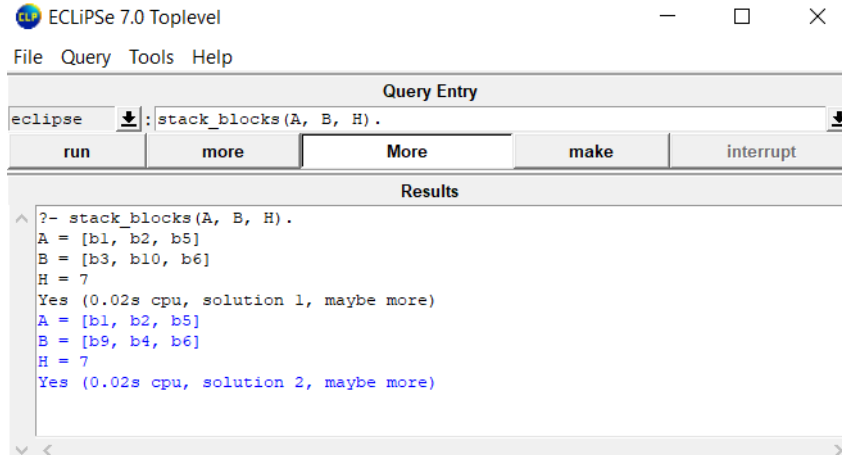 CLP ECLiPSe 7.0 Toplevel
File Query Tools Help
Query Entry
eclipse : stack_blocks(A, B, H).
run more More make interrupt
Results
?- stack_blocks(A, B, H).
A = [b1, b2, b5]
B = [b3, b10, b6]
H = 7
Yes (0.02s cpu, solution 1, maybe more)
A = [b1, b2, b5]
B = [b9, b4, b6]
H = 7
Yes (0.02s cpu, solution 2, maybe more)